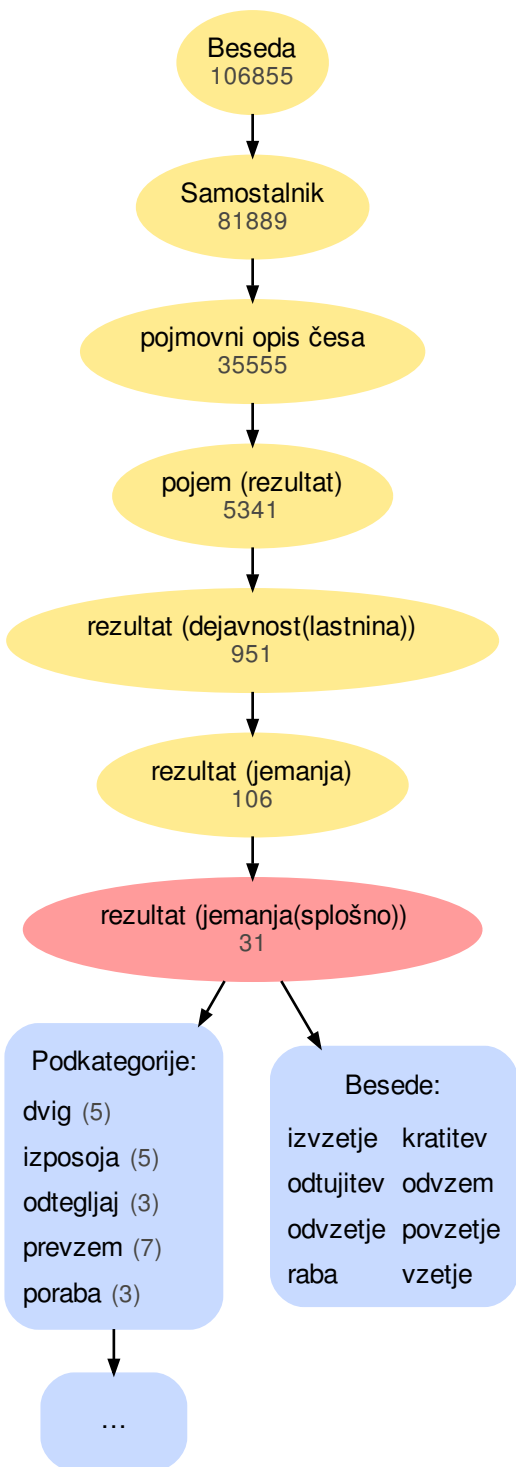 Beseda
106855
Samostalnik
81889
pojmovni opis česa
35555
pojem (rezultat)
5341
rezultat (dejavnost(lastnina))
951
rezultat (jemanja)
106
rezultat (jemanja(splošno))
31
Podkategorije:
dvig (5)
izposoja (5)
odtegljaj (3)
prevzem (7)
poraba (3)
...
Besede:
izvzetje kratitev
odtujitev odvzem
odvzetje povzetje
raba vzetje